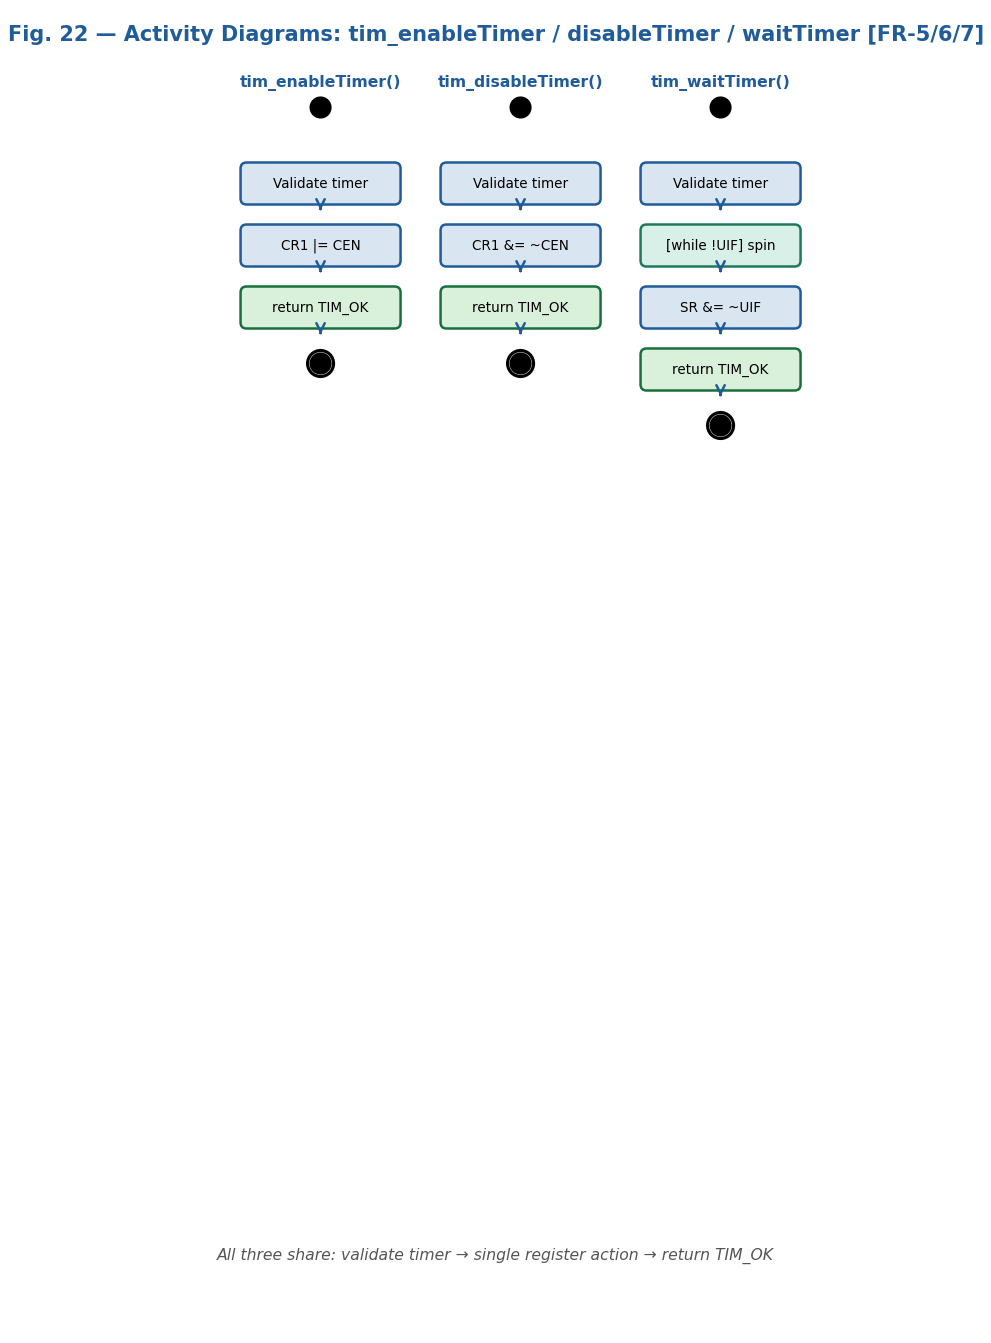 Fig. 22 — Activity Diagrams: tim_enableTimer / disableTimer / waitTimer [FR-5/6/7]
tim_enableTimer()
Validate timer
CR1 |= CEN
return TIM_OK
tim_disableTimer()
Validate timer
CR1 &= ~CEN
return TIM_OK
tim_waitTimer()
Validate timer
[while !UIF] spin
SR &= ~UIF
return TIM_OK
All three share: validate timer → single register action → return TIM_OK